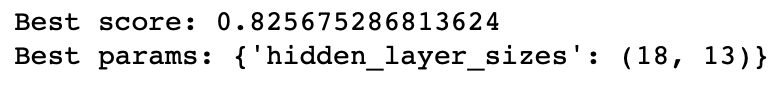 Best score: 0.825675286813624
Best params: {'hidden_layer_sizes': (18, 13)}